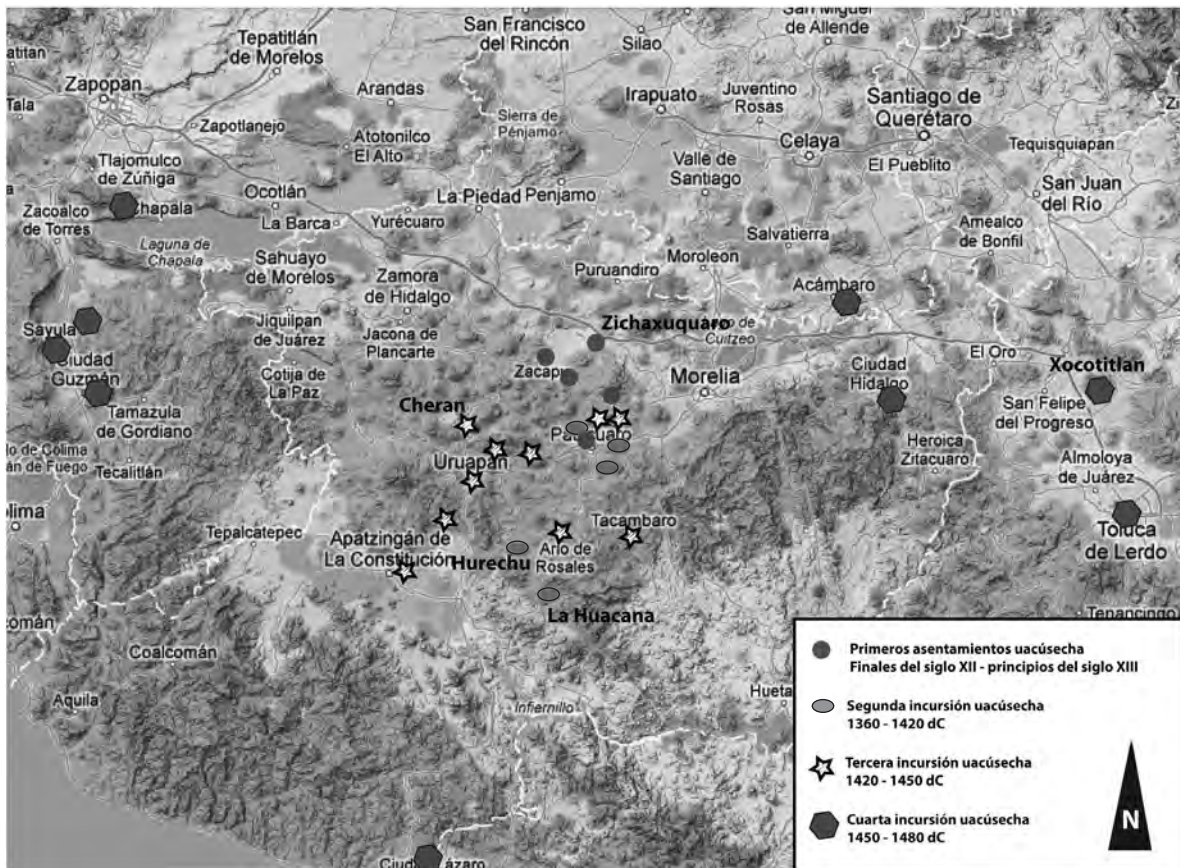 San Francisco
del Rincón
San Miguel
de Allende
Tepatitlán
de Morelos
Silao
Zapopan
Arandas
Irapuato
Juventino
Rosas
Santiago de
Querétaro
Tala
Zapotlanejo
Sierra de
Pénjamo
Atotonilco
El Alto
Celaya
Tequisquiapan
El Pueblito
Tlajomulco
de Zúñiga
Valle de
Santiago
Ocotlán
La Piedad
Penjamo
San Juan
del Río
Chapala
Zacoalco
de Torres
La Barca
Yurécuaro
Amealco
de Bonfil
Salvatierra
Laguna de
Chapala
Sahuayo
de Morelos
Moroleon
Puruandiro
Zamora
de Hidalgo
Acámbaro
Zichaxuquaro
Sayula
Jiquilpan
de Juárez
Jacona de
Plancarte
Cuitzeo
El Oro
Ciudad
Guzmán
Zacapu
Ciudad
Hidalgo
Xocotitlan
Cotija de
La Paz
Morelia
Cheran
San Felipe
del Progreso
Tamazula
de Gordiano
Heroica
Zitacuaro
Uruapan
Almoloya
de Juárez
Tecalitlán
Tepalcatepec
Tacambaro
Toluca
de Lerdo
Apatzingán de
La Constitución
Hurechu
Ario de
Rosales
La Huacana
Tenancingo
Coalcomán
Aquila
Infiernillo
Primeros asentamientos uacúsecha
Finales del siglo XII - principios del siglo XIII
Segunda incursión uacúsecha
1360 - 1420 dC
Tercera incursión uacúsecha
1420 - 1450 dC
Cuarta incursión uacúsecha
1450 - 1480 dC
N